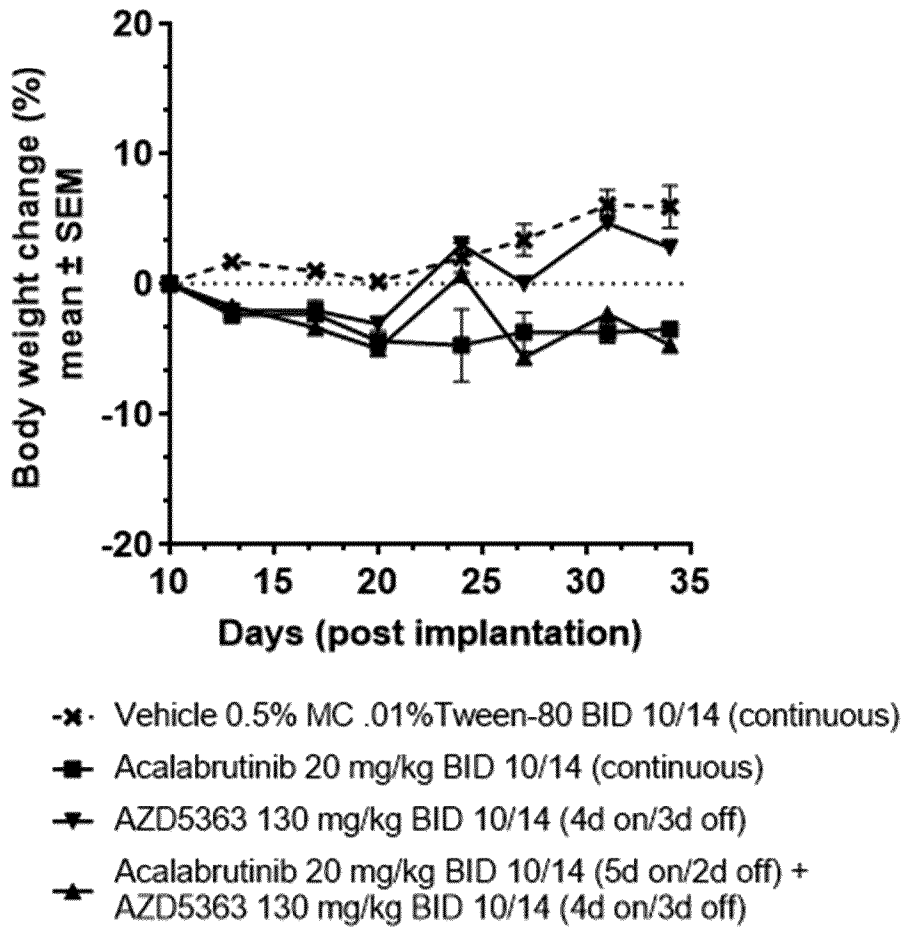 20
10
0
-10
-20
Body weight change (%)
mean ± SEM
10 15 20 25 30 35
Days (post implantation)
Vehicle 0.5% MC .01%Tween-80 BID 10/14 (continuous)
Acalabrutinib 20 mg/kg BID 10/14 (continuous)
AZD5363 130 mg/kg BID 10/14 (4d on/3d off)
Acalabrutinib 20 mg/kg BID 10/14 (5d on/2d off) +
AZD5363 130 mg/kg BID 10/14 (4d on/3d off)